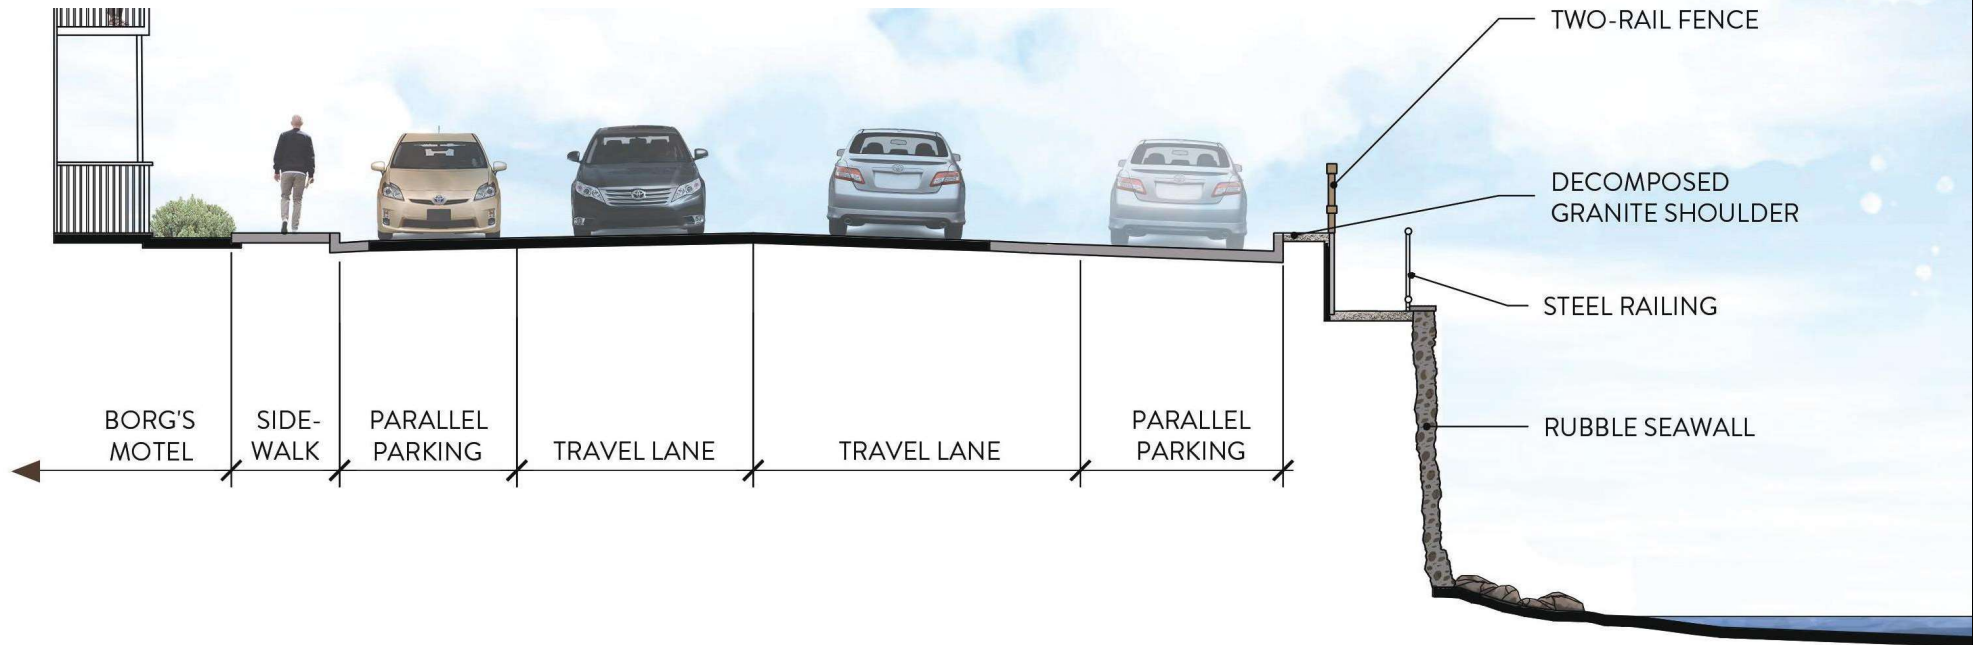 TWO-RAIL FENCE
DECOMPOSED
GRANITE SHOULDER
STEEL RAILING
RUBBLE SEAWALL
BORG'S
MOTEL
SIDE-
WALK
PARALLEL
PARKING
TRAVEL LANE
TRAVEL LANE
PARALLEL
PARKING